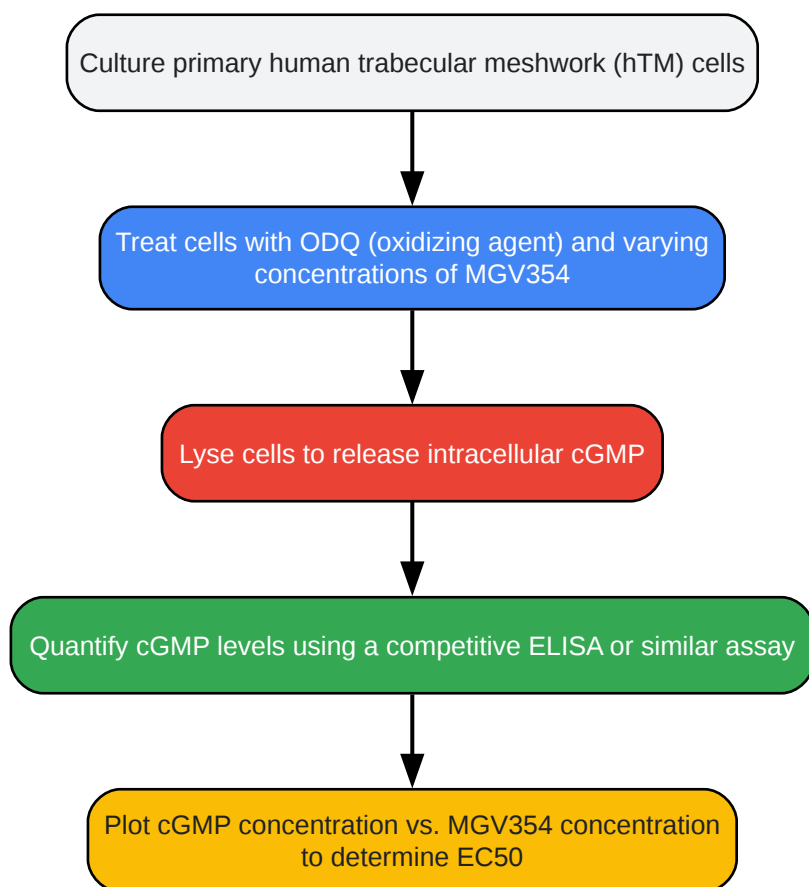 Culture primary human trabecular meshwork (hTM) cells
Treat cells with ODQ (oxidizing agent) and varying
concentrations of MGV354
Lyse cells to release intracellular cGMP
Quantify cGMP levels using a competitive ELISA or similar assay
Plot cGMP concentration vs. MGV354 concentration
to determine EC50